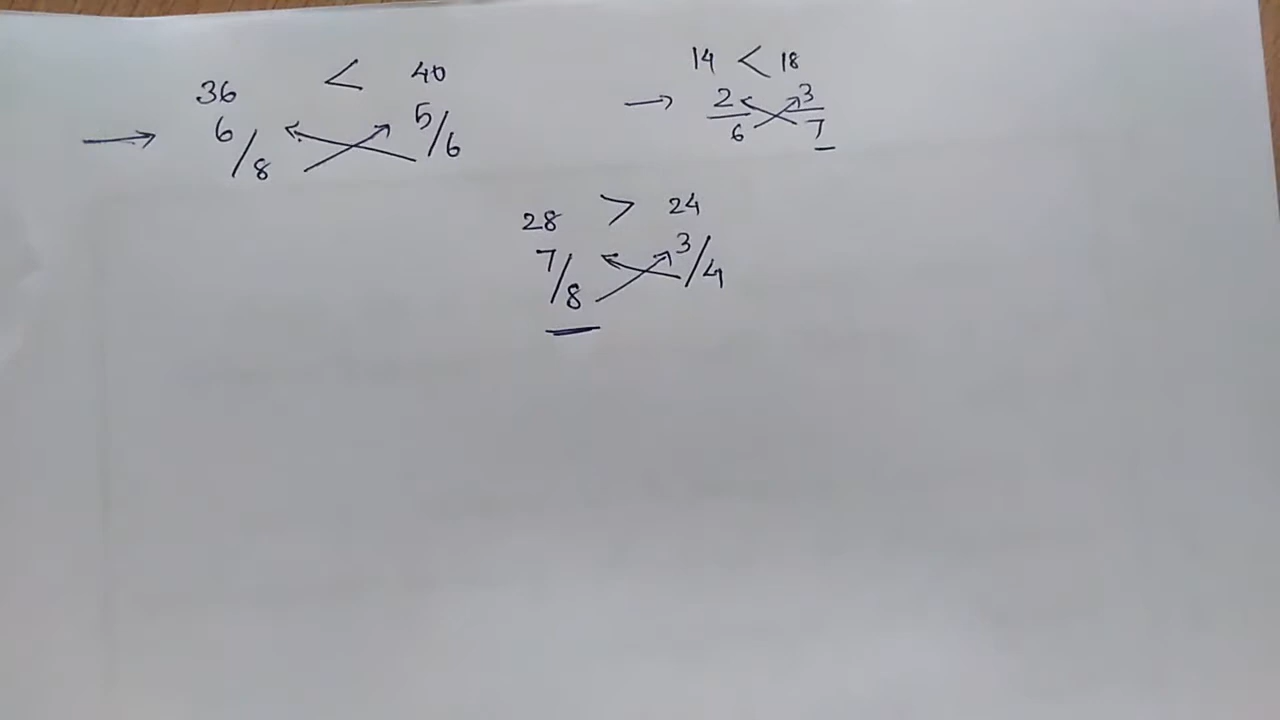 36 < 40
→ 6/8 5/6
14 < 18
→ 2/6 3/7
28 > 24
7/8 3/4